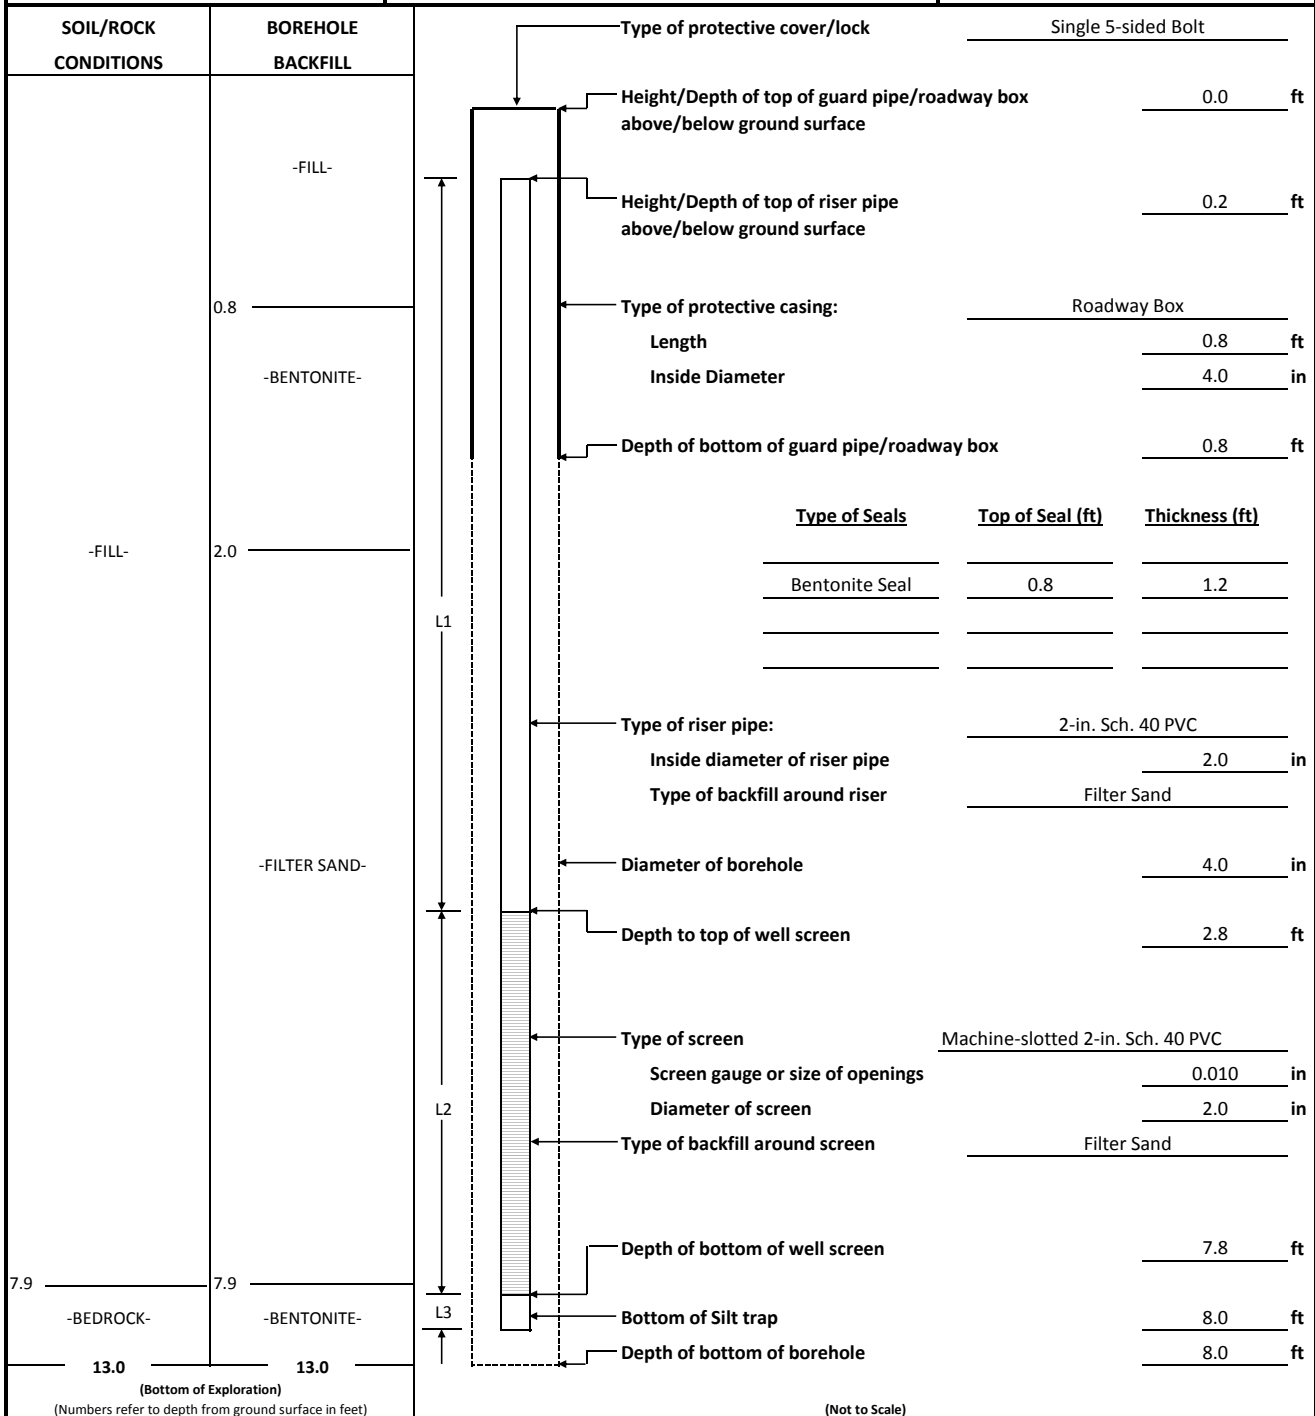 SOIL/ROCK
CONDITIONS
BOREHOLE
BACKFILL
Type of protective cover/lock Single 5-sided Bolt
Height/Depth of top of guard pipe/roadway box 0.0 ft
above/below ground surface
-FILL-
Height/Depth of top of riser pipe 0.2 ft
above/below ground surface
0.8
Type of protective casing: Roadway Box
Length 0.8 ft
-BENTONITE-
Inside Diameter 4.0 in
Depth of bottom of guard pipe/roadway box 0.8 ft
Type of Seals Top of Seal (ft) Thickness (ft)
-FILL- 2.0
Bentonite Seal 0.8 1.2
L1
Type of riser pipe: 2-in. Sch. 40 PVC
Inside diameter of riser pipe 2.0 in
Type of backfill around riser Filter Sand
-FILTER SAND-
Diameter of borehole 4.0 in
Depth to top of well screen 2.8 ft
Type of screen Machine-slotted 2-in. Sch. 40 PVC
Screen gauge or size of openings 0.010 in
L2
Diameter of screen 2.0 in
Type of backfill around screen Filter Sand
Depth of bottom of well screen 7.8 ft
7.9 7.9
-BEDROCK- -BENTONITE- L3
Bottom of Silt trap 8.0 ft
Depth of bottom of borehole 8.0 ft
13.0 13.0
(Bottom of Exploration)
(Numbers refer to depth from ground surface in feet) (Not to Scale)